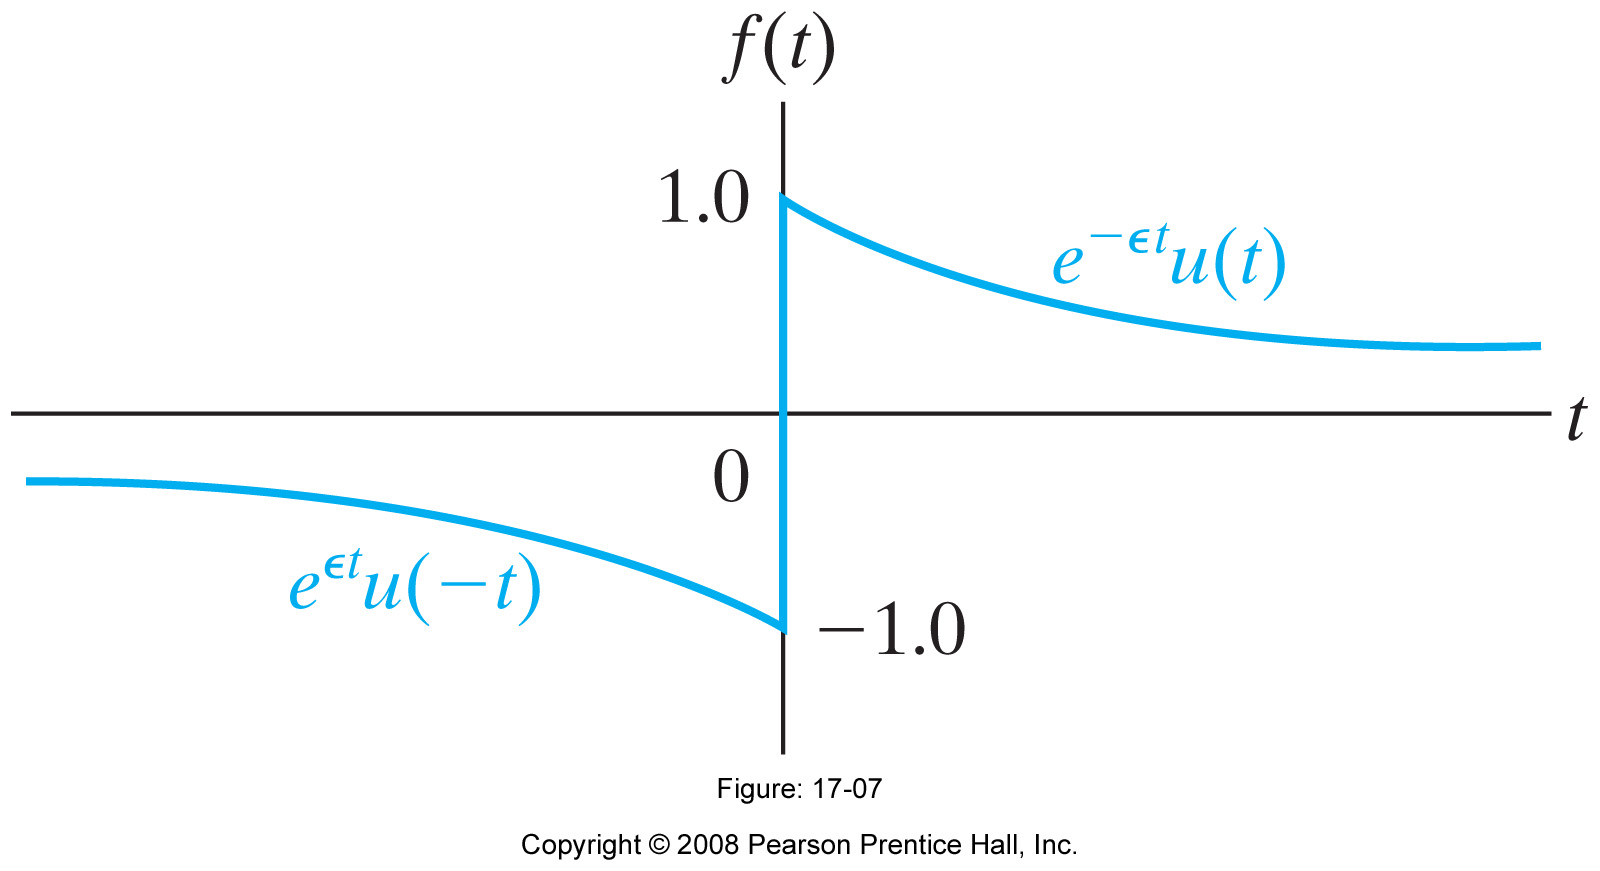 f(t)
1.0
e^{−ϵt}u(t)
t
0
e^{ϵt}u(−t)
−1.0
Figure: 17-07
Copyright © 2008 Pearson Prentice Hall, Inc.